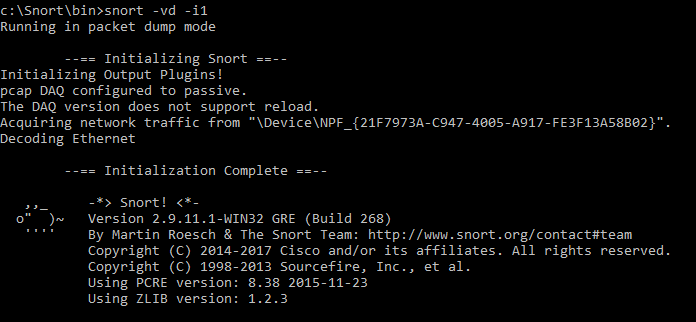 c:\Snort\bin>snort -vd -i1
Running in packet dump mode
--== Initializing Snort ==--
Initializing Output Plugins!
pcap DAQ configured to passive.
The DAQ version does not support reload.
Acquiring network traffic from "\Device\NPF_{21F7973A-C947-4005-A917-FE3F13A58B02}".
Decoding Ethernet
--== Initialization Complete ==--
,,_     -*> Snort! <*-
o"  )~   Version 2.9.11.1-WIN32 GRE (Build 268)
''''    By Martin Roesch & The Snort Team: http://www.snort.org/contact#team
Copyright (C) 2014-2017 Cisco and/or its affiliates. All rights reserved.
Copyright (C) 1998-2013 Sourcefire, Inc., et al.
Using PCRE version: 8.38 2015-11-23
Using ZLIB version: 1.2.3